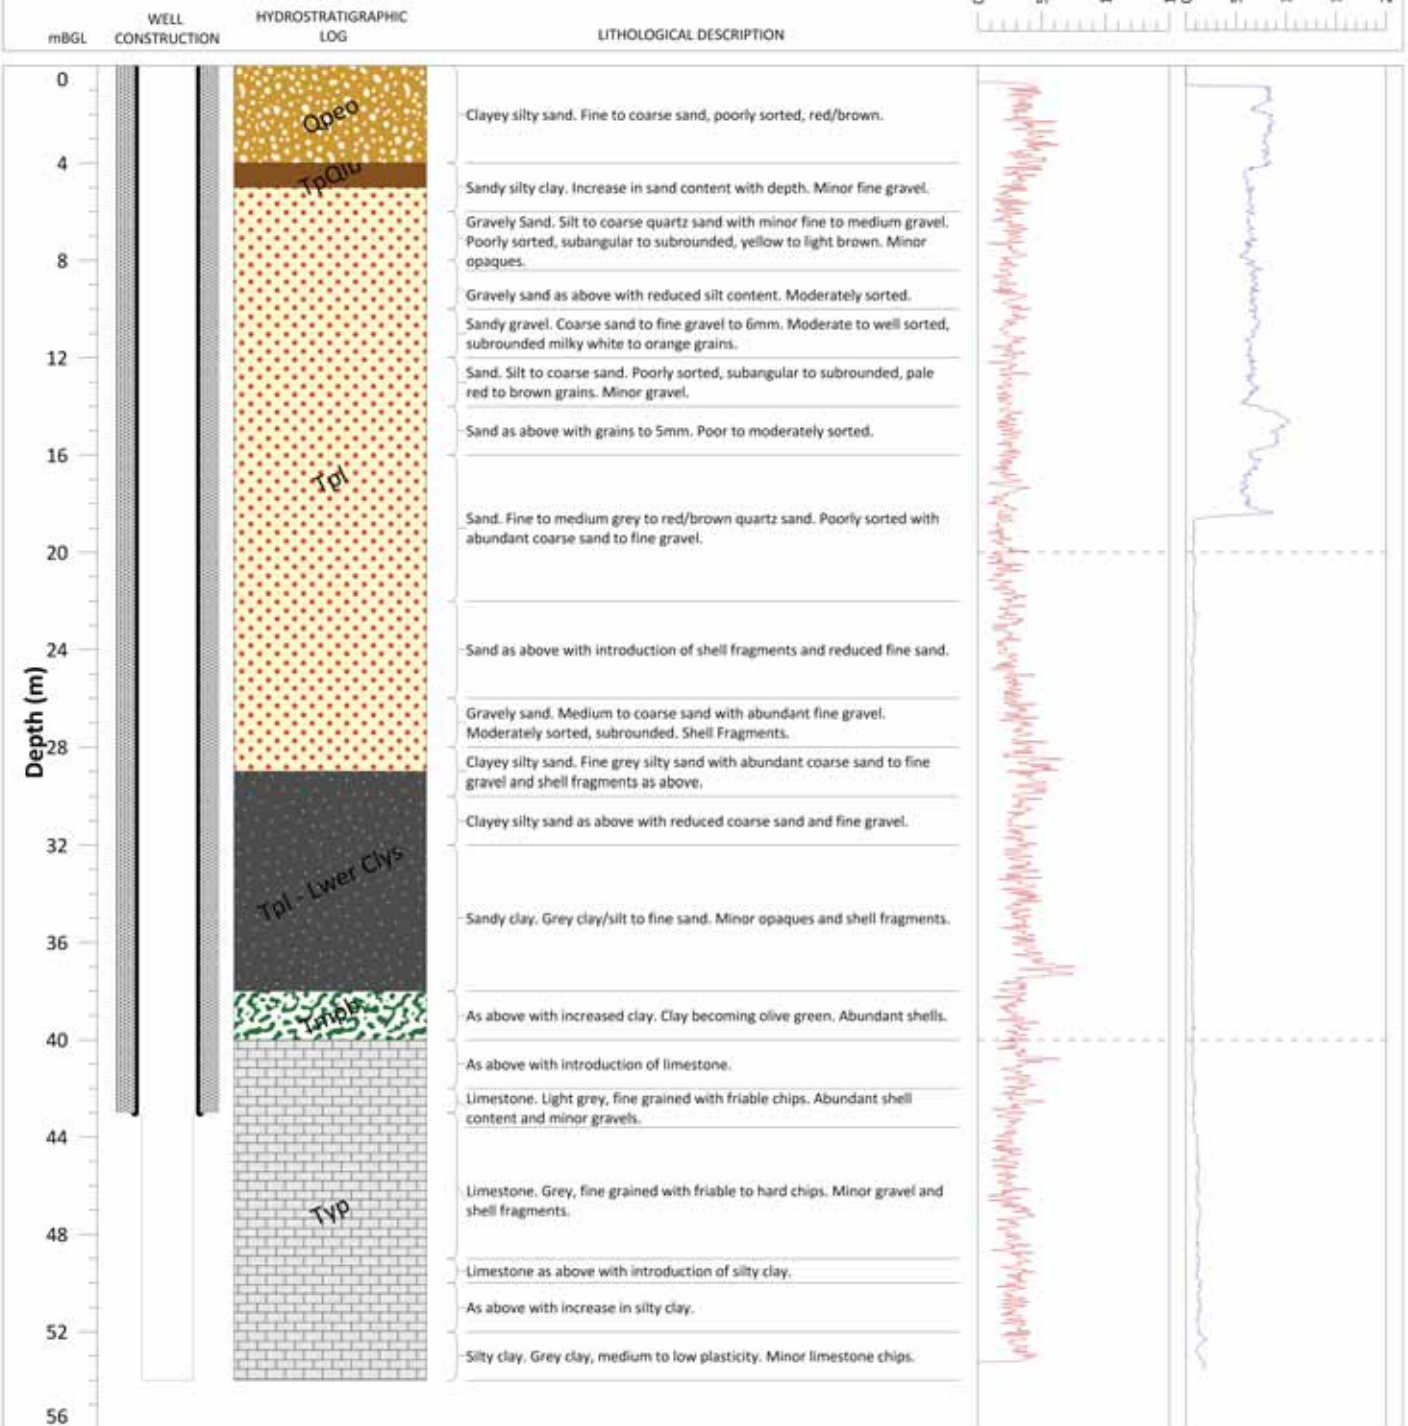 WELL
CONSTRUCTION
HYDROSTRATIGRAPHIC
LOG
LITHOLOGICAL DESCRIPTION
mBGL
Depth (m)
0
4
8
12
16
20
24
28
32
36
40
44
48
52
56
Qpeo
TpQlb
Tpl
Tpl - Lwer Clys
Tmpb
Typ
Clayey silty sand. Fine to coarse sand, poorly sorted, red/brown.
Sandy silty clay. Increase in sand content with depth. Minor fine gravel.
Gravely Sand. Silt to coarse quartz sand with minor fine to medium gravel.
Poorly sorted, subangular to subrounded, yellow to light brown. Minor
opaques.
Gravely sand as above with reduced silt content. Moderately sorted.
Sandy gravel. Coarse sand to fine gravel to 6mm. Moderate to well sorted,
subrounded milky white to orange grains.
Sand. Silt to coarse sand. Poorly sorted, subangular to subrounded, pale
red to brown grains. Minor gravel.
Sand as above with grains to 5mm. Poor to moderately sorted.
Sand. Fine to medium grey to red/brown quartz sand. Poorly sorted with
abundant coarse sand to fine gravel.
Sand as above with introduction of shell fragments and reduced fine sand.
Gravely sand. Medium to coarse sand with abundant fine gravel.
Moderately sorted, subrounded. Shell Fragments.
Clayey silty sand. Fine grey silty sand with abundant coarse sand to fine
gravel and shell fragments as above.
Clayey silty sand as above with reduced coarse sand and fine gravel.
Sandy clay. Grey clay/silt to fine sand. Minor opaques and shell fragments.
As above with increased clay. Clay becoming olive green. Abundant shells.
As above with introduction of limestone.
Limestone. Light grey, fine grained with friable chips. Abundant shell
content and minor gravels.
Limestone. Grey, fine grained with friable to hard chips. Minor gravel and
shell fragments.
Limestone as above with introduction of silty clay.
As above with increase in silty clay.
Silty clay. Grey clay, medium to low plasticity. Minor limestone chips.